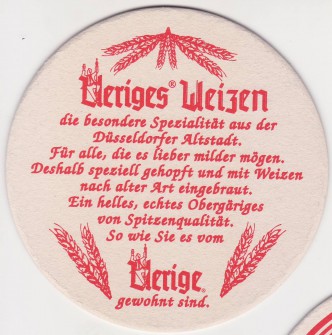 Ueriges® Weizen
die besondere Spezialität aus der
Düsseldorfer Altstadt.
Für alle, die es lieber milder mögen.
Deshalb speziell gehopft und mit Weizen
nach alter Art eingebraut.
Ein helles, echtes Obergäriges
von Spitzenqualität.
So wie Sie es vom
Uerige®
gewohnt sind.